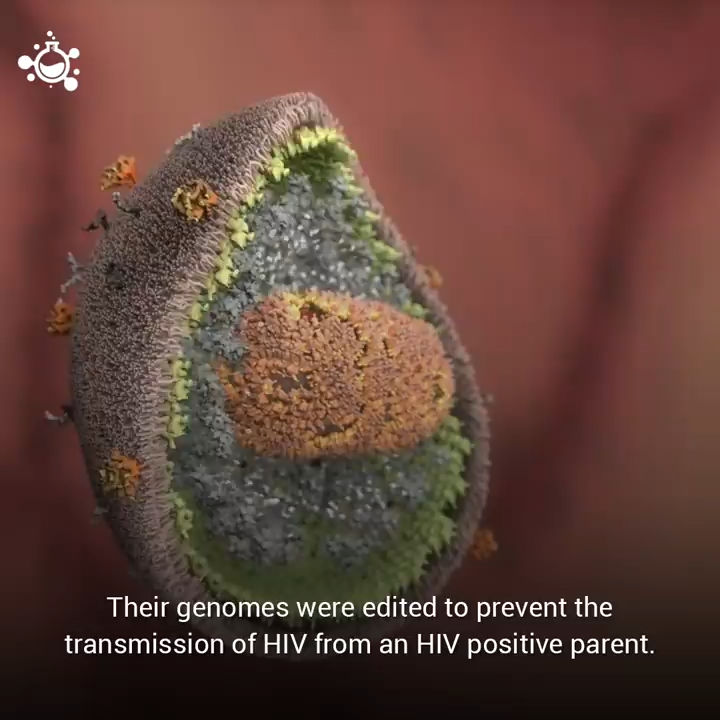 Their genomes were edited to prevent the
transmission of HIV from an HIV positive parent.